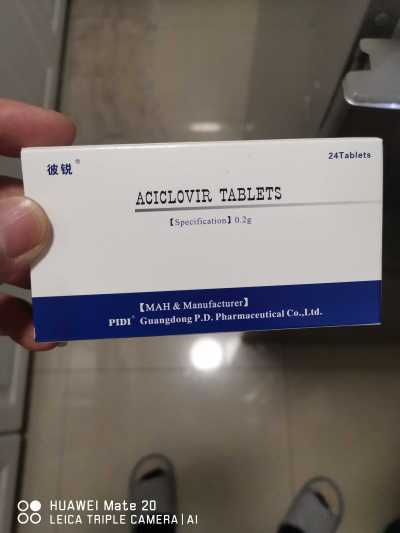 彼锐®
24Tablets
ACICLOVIR TABLETS
【Specification】0.2g
【MAH & Manufacturer】
PIDI® Guangdong P.D. Pharmaceutical Co.,Ltd.
HUAWEI Mate 20
LEICA TRIPLE CAMERA | AI